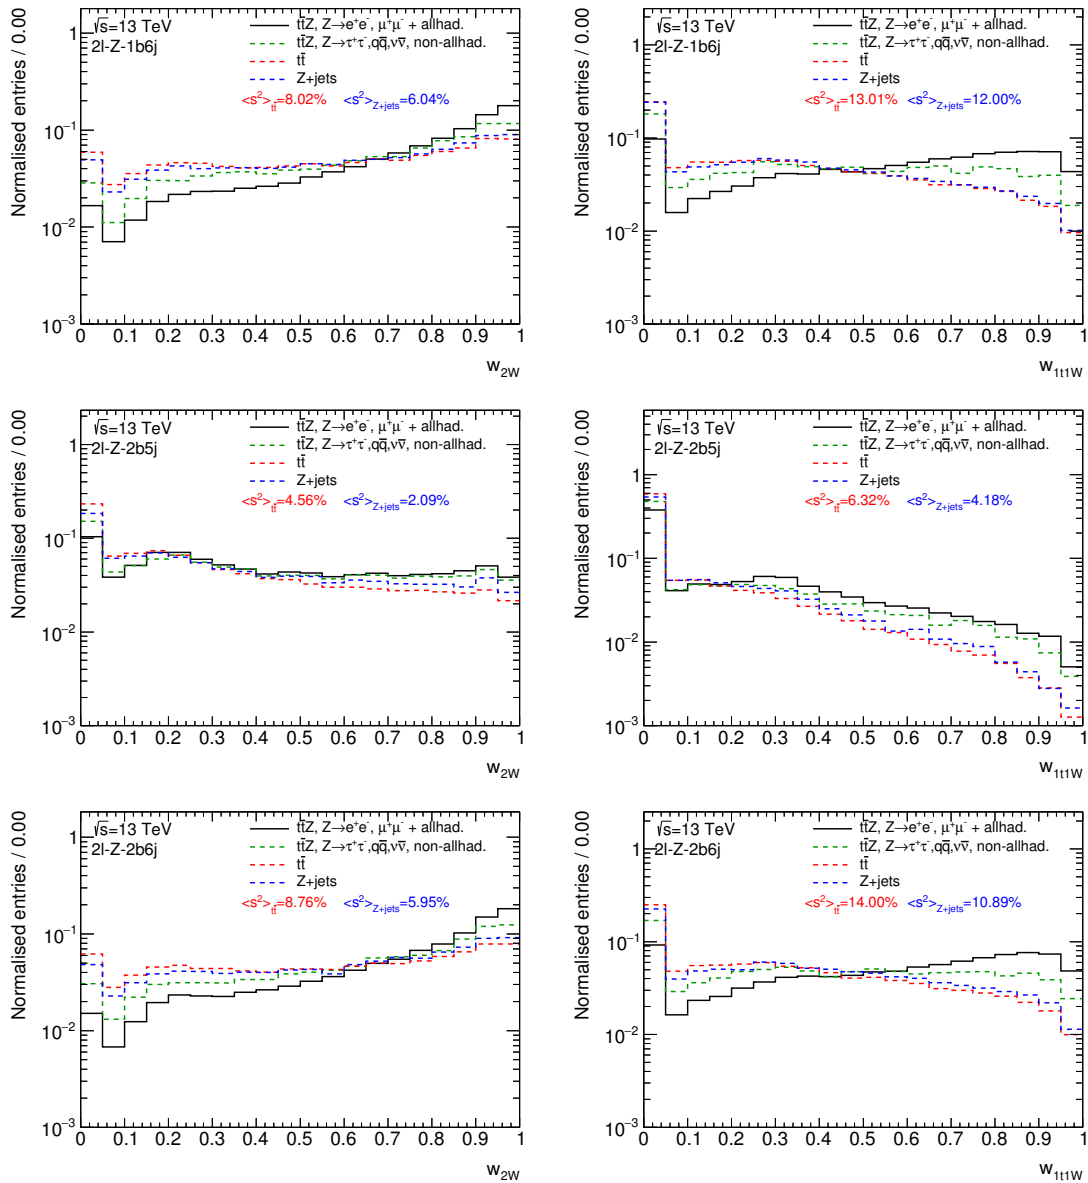 Normalised entries / 0.00
√s=13 TeV
2l-Z-1b6j
tt̄Z, Z→e⁺e⁻, μ⁺μ⁻ + allhad.
tt̄Z, Z→τ⁺τ⁻,qq̄,νν̄, non-allhad.
tt̄
Z+jets
<s²>tt̄=8.02% <s²>Z+jets=6.04%
1
10⁻¹
10⁻²
10⁻³
0 0.1 0.2 0.3 0.4 0.5 0.6 0.7 0.8 0.9 1
w2W
Normalised entries / 0.00
√s=13 TeV
2l-Z-1b6j
tt̄Z, Z→e⁺e⁻, μ⁺μ⁻ + allhad.
tt̄Z, Z→τ⁺τ⁻,qq̄,νν̄, non-allhad.
tt̄
Z+jets
<s²>tt̄=13.01% <s²>Z+jets=12.00%
1
10⁻¹
10⁻²
10⁻³
0 0.1 0.2 0.3 0.4 0.5 0.6 0.7 0.8 0.9 1
w1t1W
Normalised entries / 0.00
√s=13 TeV
2l-Z-2b5j
tt̄Z, Z→e⁺e⁻, μ⁺μ⁻ + allhad.
tt̄Z, Z→τ⁺τ⁻,qq̄,νν̄, non-allhad.
tt̄
Z+jets
<s²>tt̄=4.56% <s²>Z+jets=2.09%
1
10⁻¹
10⁻²
10⁻³
0 0.1 0.2 0.3 0.4 0.5 0.6 0.7 0.8 0.9 1
w2W
Normalised entries / 0.00
√s=13 TeV
2l-Z-2b5j
tt̄Z, Z→e⁺e⁻, μ⁺μ⁻ + allhad.
tt̄Z, Z→τ⁺τ⁻,qq̄,νν̄, non-allhad.
tt̄
Z+jets
<s²>tt̄=6.32% <s²>Z+jets=4.18%
1
10⁻¹
10⁻²
10⁻³
0 0.1 0.2 0.3 0.4 0.5 0.6 0.7 0.8 0.9 1
w1t1W
Normalised entries / 0.00
√s=13 TeV
2l-Z-2b6j
tt̄Z, Z→e⁺e⁻, μ⁺μ⁻ + allhad.
tt̄Z, Z→τ⁺τ⁻,qq̄,νν̄, non-allhad.
tt̄
Z+jets
<s²>tt̄=8.76% <s²>Z+jets=5.95%
1
10⁻¹
10⁻²
10⁻³
0 0.1 0.2 0.3 0.4 0.5 0.6 0.7 0.8 0.9 1
w2W
Normalised entries / 0.00
√s=13 TeV
2l-Z-2b6j
tt̄Z, Z→e⁺e⁻, μ⁺μ⁻ + allhad.
tt̄Z, Z→τ⁺τ⁻,qq̄,νν̄, non-allhad.
tt̄
Z+jets
<s²>tt̄=14.00% <s²>Z+jets=10.89%
1
10⁻¹
10⁻²
10⁻³
0 0.1 0.2 0.3 0.4 0.5 0.6 0.7 0.8 0.9 1
w1t1W